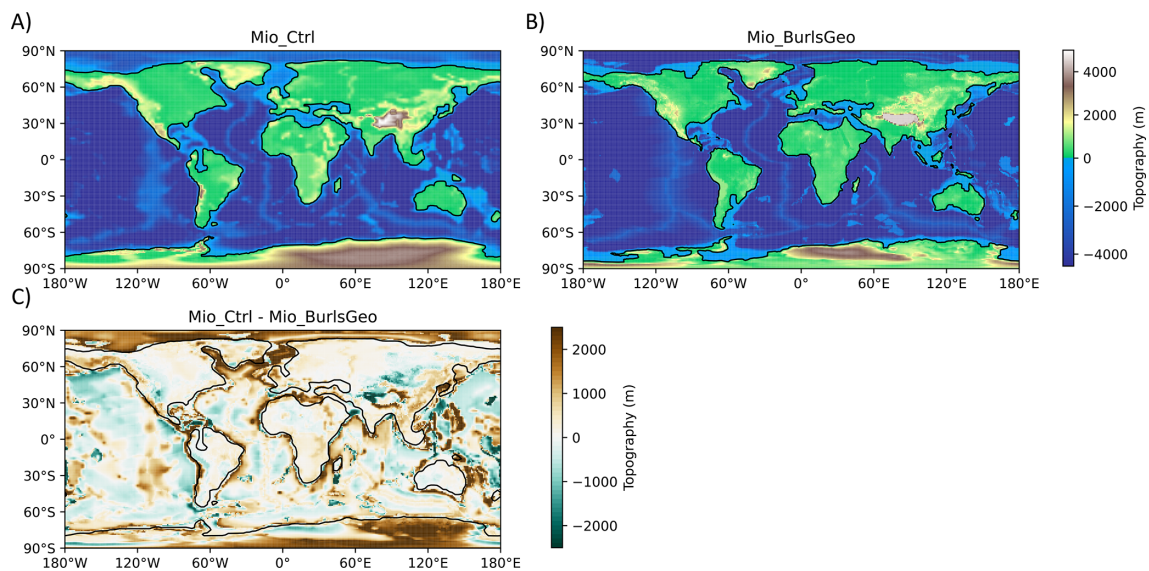 A)
Mio_Ctrl
90°N
60°N
30°N
0°
30°S
60°S
90°S
180°W 120°W 60°W 0° 60°E 120°E 180°E
B)
Mio_BurlsGeo
90°N
60°N
30°N
0°
30°S
60°S
90°S
180°W 120°W 60°W 0° 60°E 120°E 180°E
4000
2000
0
−2000
−4000
Topography (m)
C)
Mio_Ctrl - Mio_BurlsGeo
90°N
60°N
30°N
0°
30°S
60°S
90°S
180°W 120°W 60°W 0° 60°E 120°E 180°E
2000
1000
0
−1000
−2000
Topography (m)